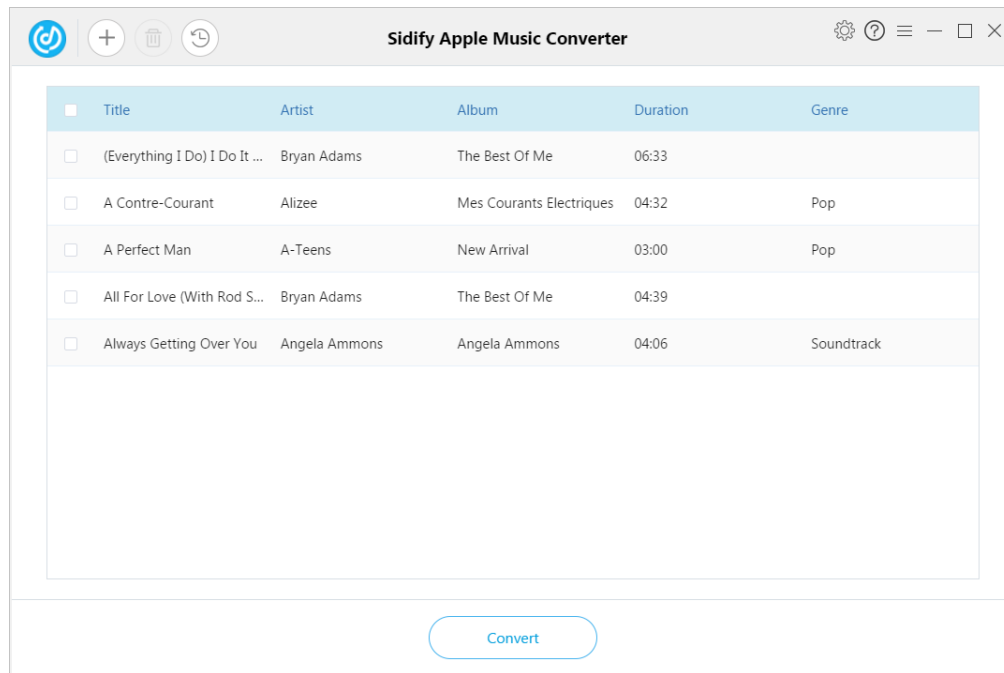 Sidify Apple Music Converter
Title Artist Album Duration Genre
(Everything I Do) I Do It ... Bryan Adams The Best Of Me 06:33
A Contre-Courant Alizee Mes Courants Electriques 04:32 Pop
A Perfect Man A-Teens New Arrival 03:00 Pop
All For Love (With Rod S... Bryan Adams The Best Of Me 04:39
Always Getting Over You Angela Ammons Angela Ammons 04:06 Soundtrack
Convert